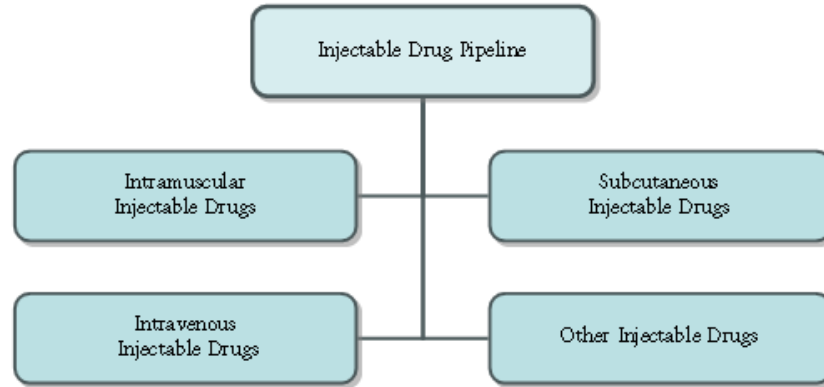 Injectable Drug Pipeline
Intramuscular
Injectable Drugs
Subcutaneous
Injectable Drugs
Intravenous
Injectable Drugs
Other Injectable Drugs